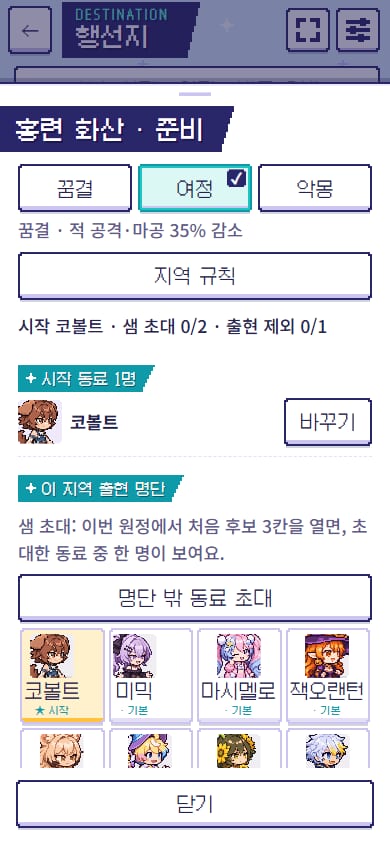 DESTINATION
행선지
홍련 화산 · 준비
꿈결
여정
악몽
꿈결 · 적 공격·마공 35% 감소
지역 규칙
시작 코볼트 · 샘 초대 0/2 · 출현 제외 0/1
시작 동료 1명
코볼트
바꾸기
이 지역 출현 명단
샘 초대: 이번 원정에서 처음 후보 3칸을 열면, 초
대한 동료 중 한 명이 보여요.
명단 밖 동료 초대
코볼트 미믹 마시멜로 잭오랜턴
★ 시작 · 기본 · 기본 · 기본
닫기